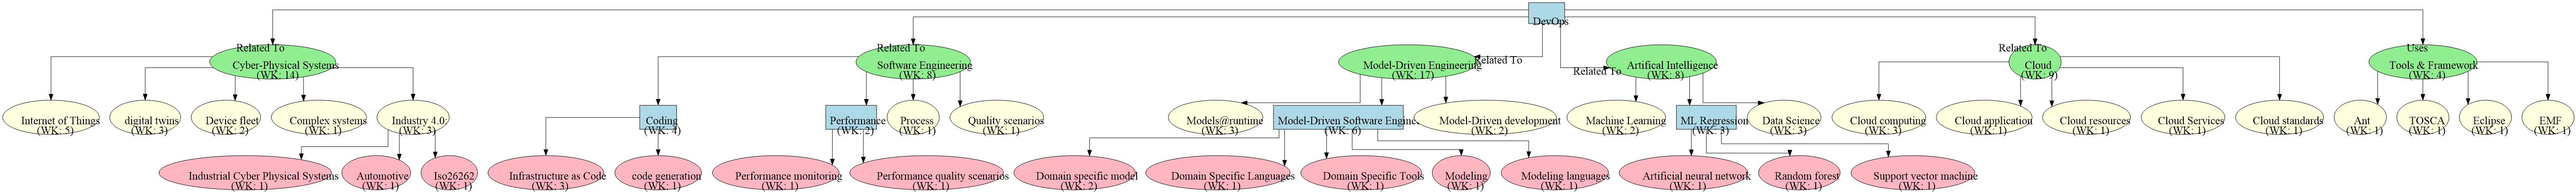 DevOps
Related To
Cyber-Physical Systems
(WK: 14)
Related To
Software Engineering
(WK: 8)
Related To
Model-Driven Engineering
(WK: 17)
Related To
Artifical Intelligence
(WK: 8)
Related To
Cloud
(WK: 9)
Uses
Tools & Framework
(WK: 4)
Internet of Things
(WK: 5)
digital twins
(WK: 3)
Device fleet
(WK: 2)
Complex systems
(WK: 1)
Industry 4.0:
(WK: 3)
Coding
(WK: 4)
Performance
(WK: 2)
Process
(WK: 1)
Quality scenarios
(WK: 1)
Models@runtime
(WK: 3)
Model-Driven Software Engine
(WK: 6)
Model-Driven development
(WK: 2)
Machine Learning
(WK: 2)
ML Regression
(WK: 3)
Data Science
(WK: 3)
Cloud computing
(WK: 3)
Cloud application
(WK: 1)
Cloud resources
(WK: 1)
Cloud Services
(WK: 1)
Cloud standards
(WK: 1)
Ant
(WK: 1)
TOSCA
(WK: 1)
Eclipse
(WK: 1)
EMF
(WK: 1)
Industrial Cyber Physical Systems
(WK: 1)
Automotive
(WK: 1)
Iso26262
(WK: 1)
Infrastructure as Code
(WK: 3)
code generation
(WK: 1)
Performance monitoring
(WK: 1)
Performance quality scenarios
(WK: 1)
Domain specific model
(WK: 2)
Domain Specific Languages
(WK: 1)
Domain Specific Tools
(WK: 1)
Modeling
(WK: 1)
Modeling languages
(WK: 1)
Artificial neural network
(WK: 1)
Random forest
(WK: 1)
Support vector machine
(WK: 1)